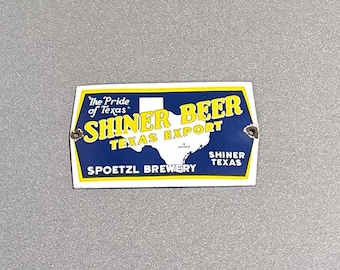 "The Pride
of Texas"
SHINER BEER
TEXAS EXPORT
SPOETZL BREWERY
SHINER
TEXAS